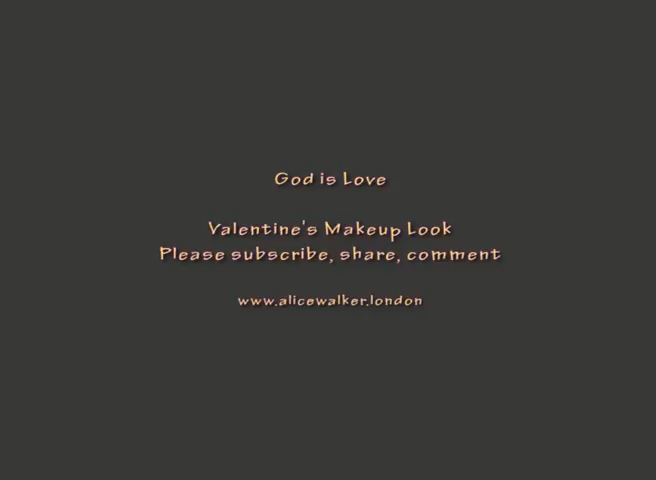 God is Love
Valentine's Makeup Look
Please subscribe, share, comment
www.alicewalker.london